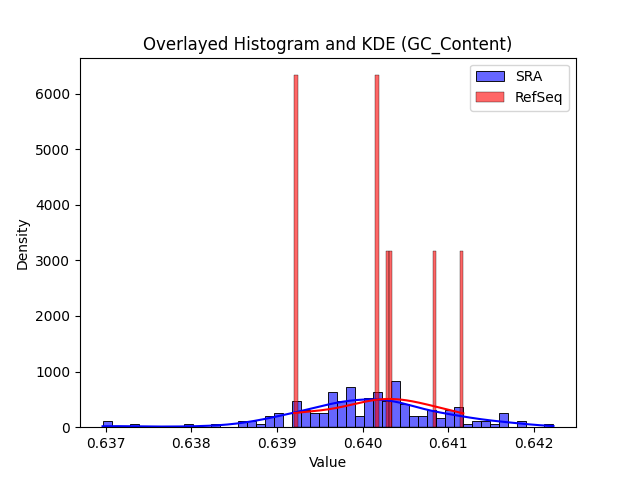 Overlayed Histogram and KDE (GC_Content)
SRA
RefSeq
Density
6000
5000
4000
3000
2000
1000
0
0.637 0.638 0.639 0.640 0.641 0.642
Value